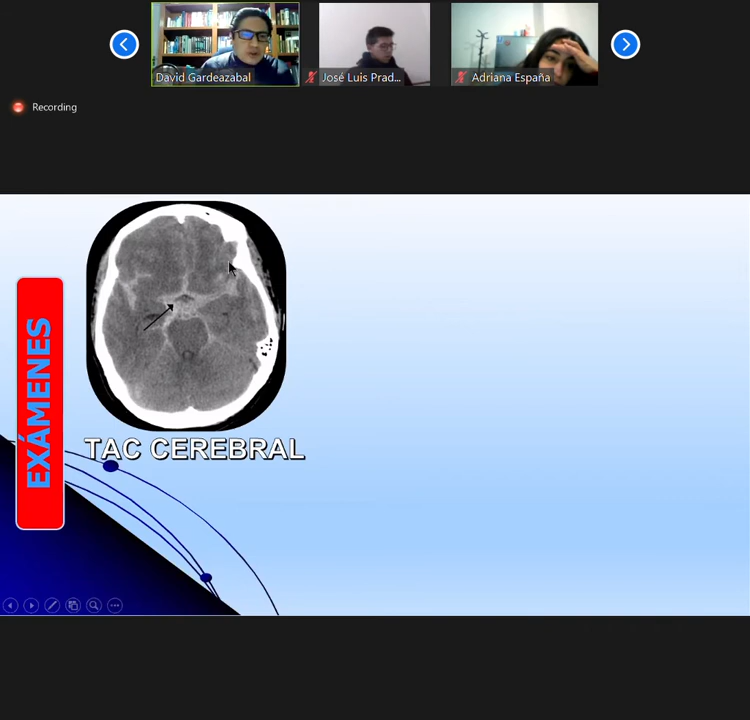 David Gardeazabal
José Luis Prad...
Adriana España
Recording
EXÁMENES
TAC CEREBRAL